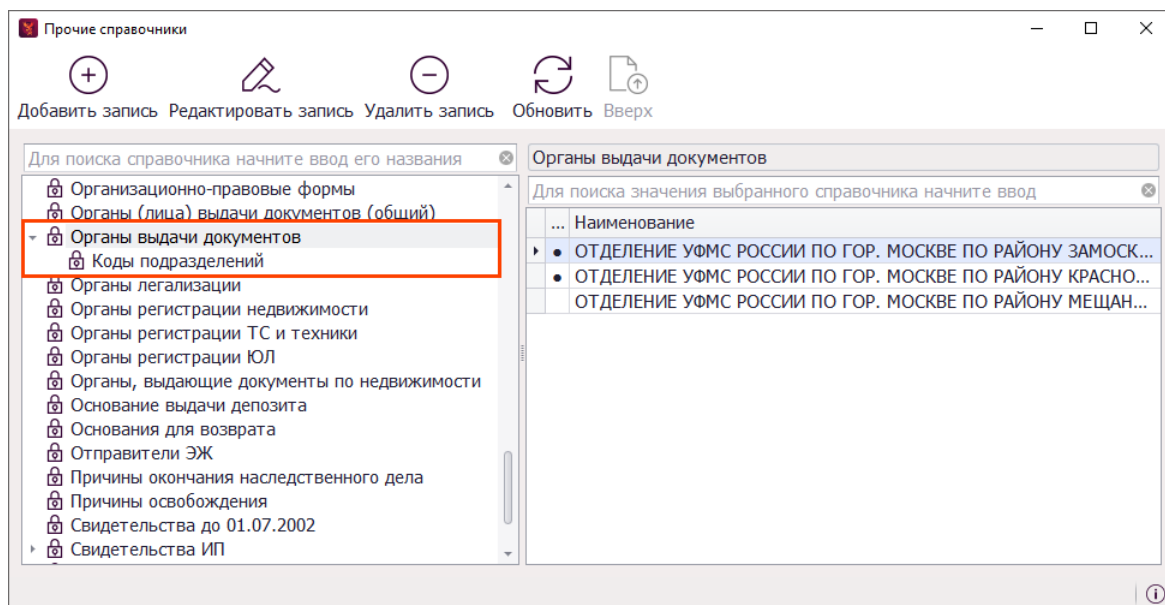 Прочие справочники
Добавить запись Редактировать запись Удалить запись Обновить Вверх
Для поиска справочника начните ввод его названия
Организационно-правовые формы
Органы (лица) выдачи документов (общий)
Органы выдачи документов
Коды подразделений
Органы легализации
Органы регистрации недвижимости
Органы регистрации ТС и техники
Органы регистрации ЮЛ
Органы, выдающие документы по недвижимости
Основание выдачи депозита
Основания для возврата
Отправители ЭЖ
Причины окончания наследственного дела
Причины освобождения
Свидетельства до 01.07.2002
Свидетельства ИП
Органы выдачи документов
Для поиска значения выбранного справочника начните ввод
... Наименование
ОТДЕЛЕНИЕ УФМС РОССИИ ПО ГОР. МОСКВЕ ПО РАЙОНУ ЗАМОСК...
ОТДЕЛЕНИЕ УФМС РОССИИ ПО ГОР. МОСКВЕ ПО РАЙОНУ КРАСНО...
ОТДЕЛЕНИЕ УФМС РОССИИ ПО ГОР. МОСКВЕ ПО РАЙОНУ МЕЩАН...